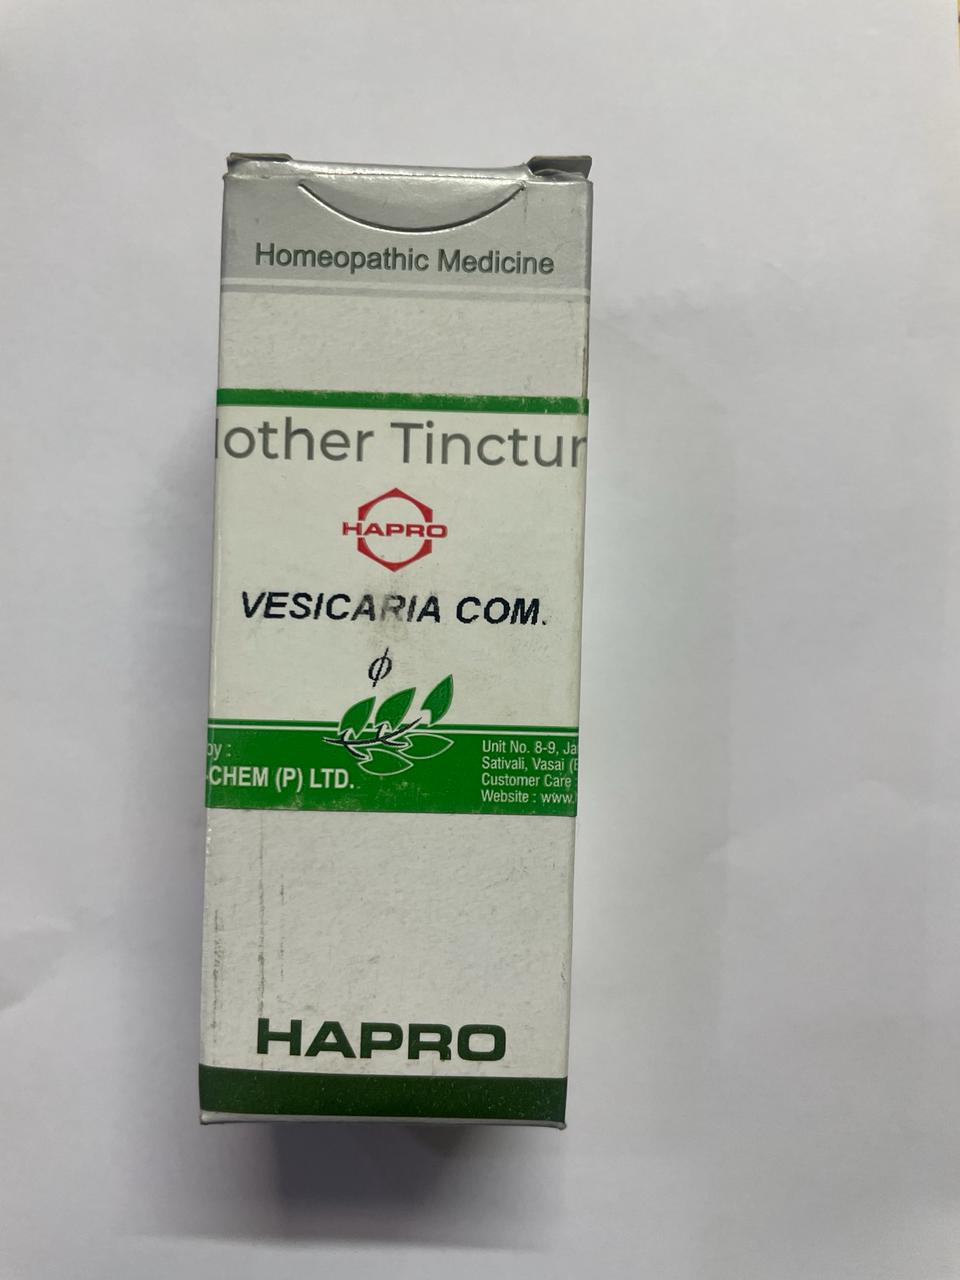 Homeopathic Medicine
other Tinctur
HAPRO
VESICARIA COM.
ϕ
by :
-CHEM (P) LTD.
Unit No. 8-9, Ja
Sativali, Vasai (E
Customer Care :
Website : www.
HAPRO